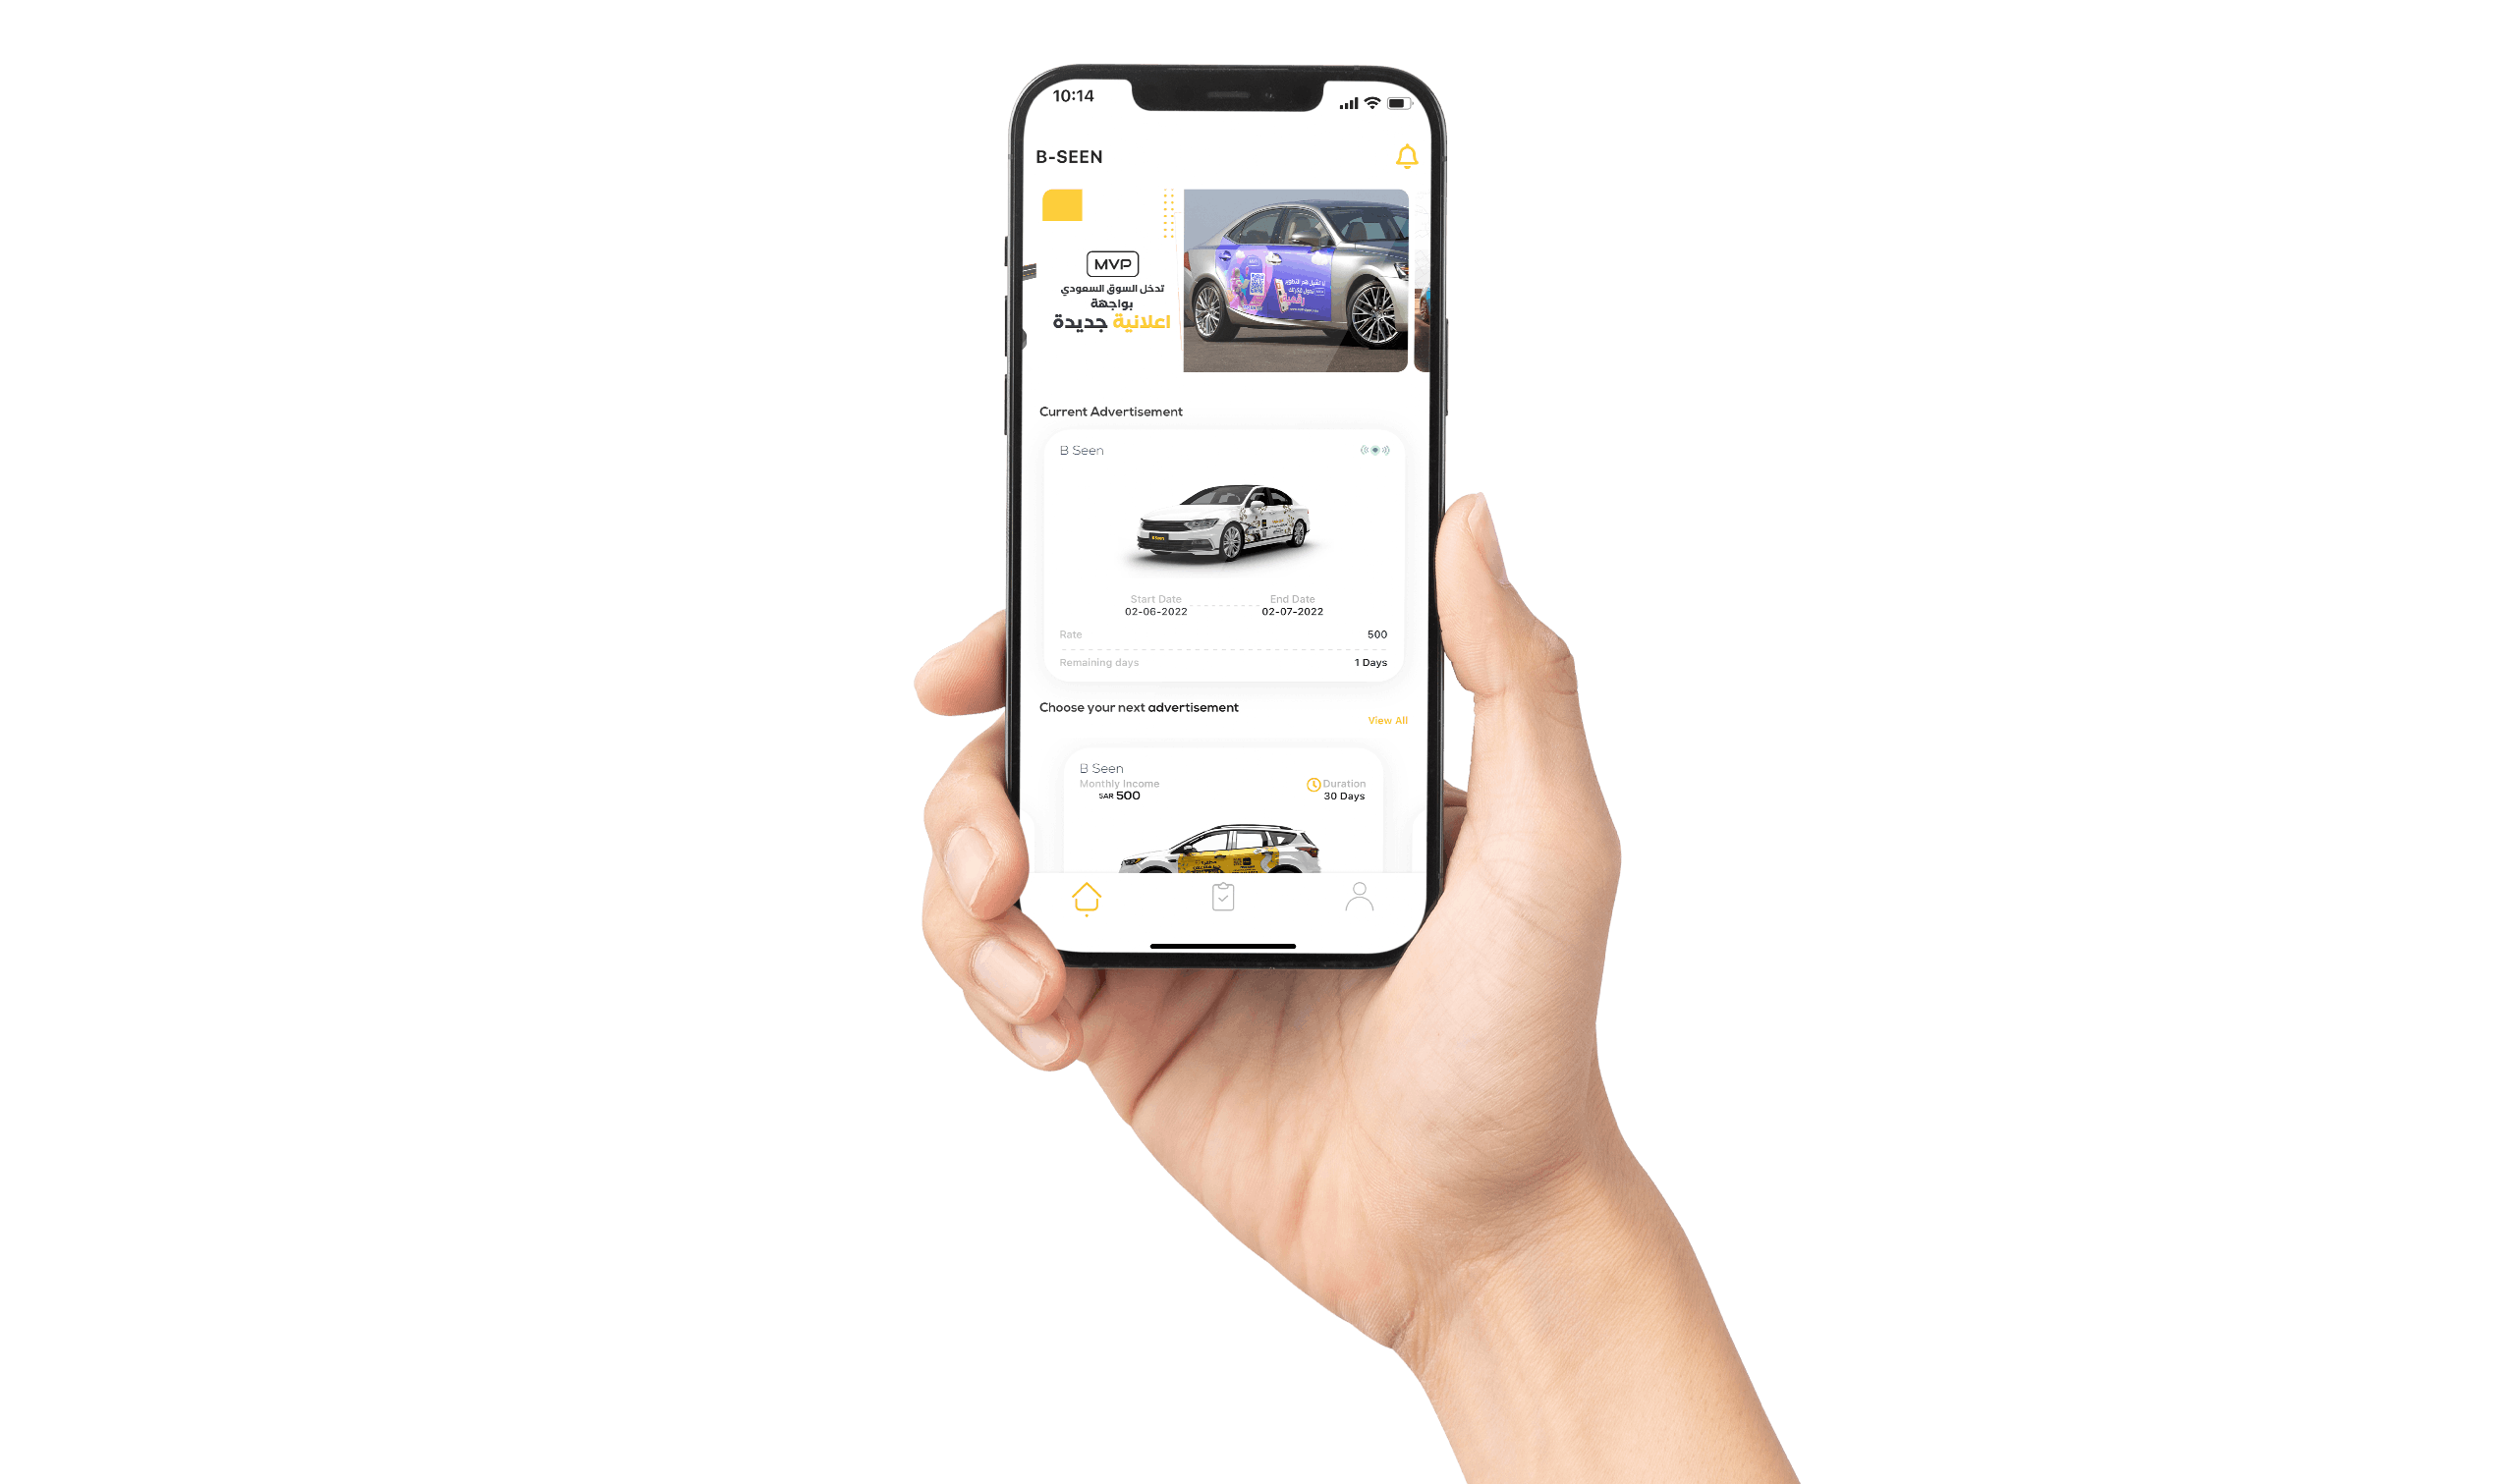 10:14
B-SEEN
MVP
تدخل السوق السعودي
بواجهة
اعلانية جديدة
Current Advertisement
B Seen
B Seen
Start Date
End Date
02-06-2022
02-07-2022
Rate
500
Remaining days
1 Days
Choose your next advertisement
View All
B Seen
Monthly Income
Duration
SAR 500
30 Days